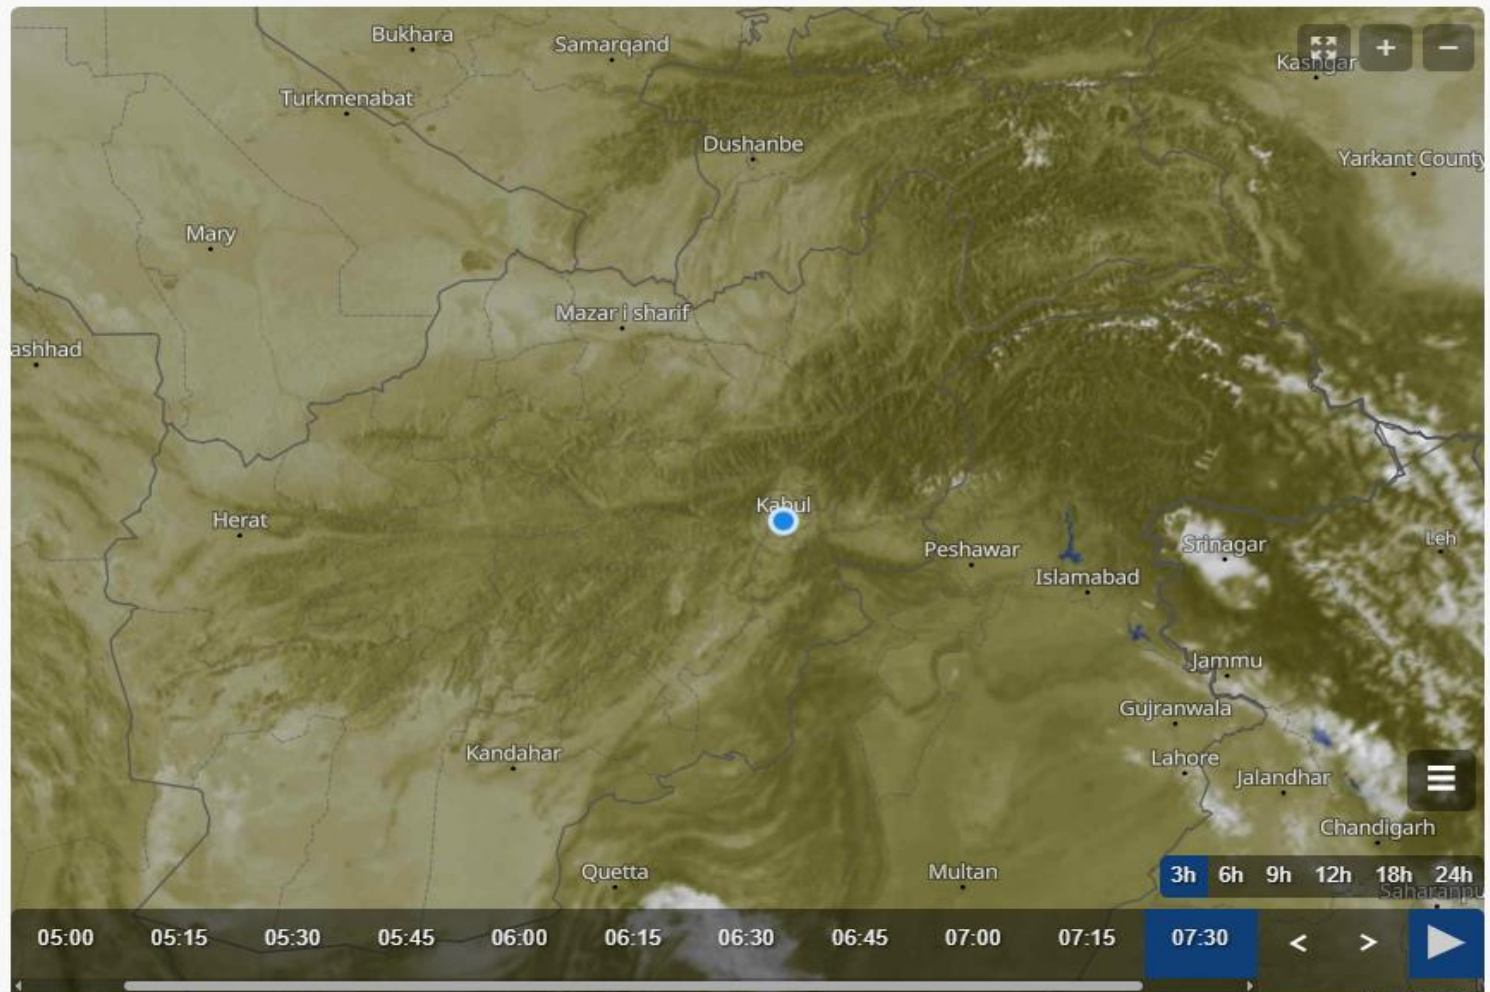 Bukhara
Samarqand
Kashgar
Turkmenabat
Dushanbe
Yarkant County
Mary
Mazar i sharif
ashhad
Kabul
Herat
Srinagar
Leh
Peshawar
Islamabad
Jammu
Gujranwala
Kandahar
Lahore
Jalandhar
Chandigarh
Quetta
Multan
3h 6h 9h 12h 18h 24h
Saharanpu
05:00 05:15 05:30 05:45 06:00 06:15 06:30 06:45 07:00 07:15 07:30 < >